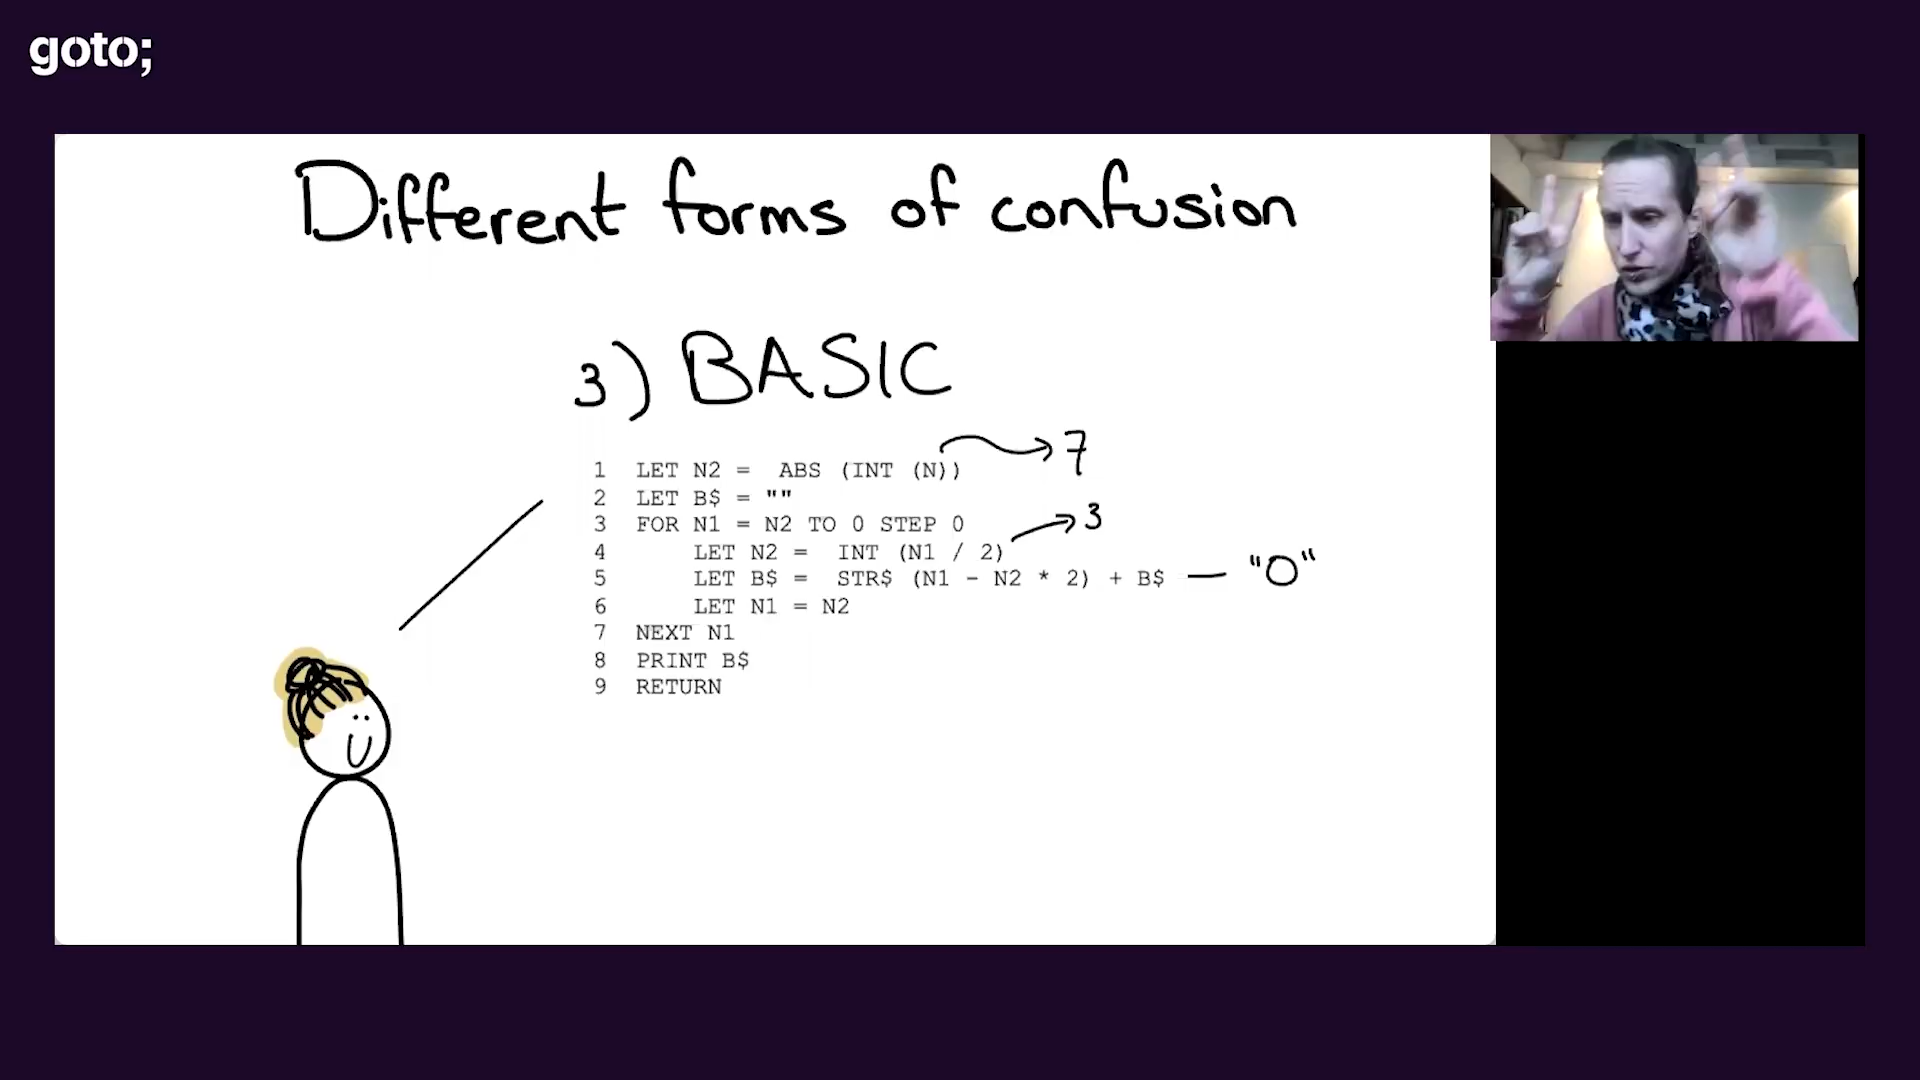 goto;
Different forms of confusion
3) BASIC
7
1 LET N2 = ABS (INT (N))
2 LET B$ = ""
3 FOR N1 = N2 TO 0 STEP 0
3
4 LET N2 = INT (N1 / 2)
5 LET B$ = STR$ (N1 - N2 * 2) + B$ — "0"
6 LET N1 = N2
7 NEXT N1
8 PRINT B$
9 RETURN